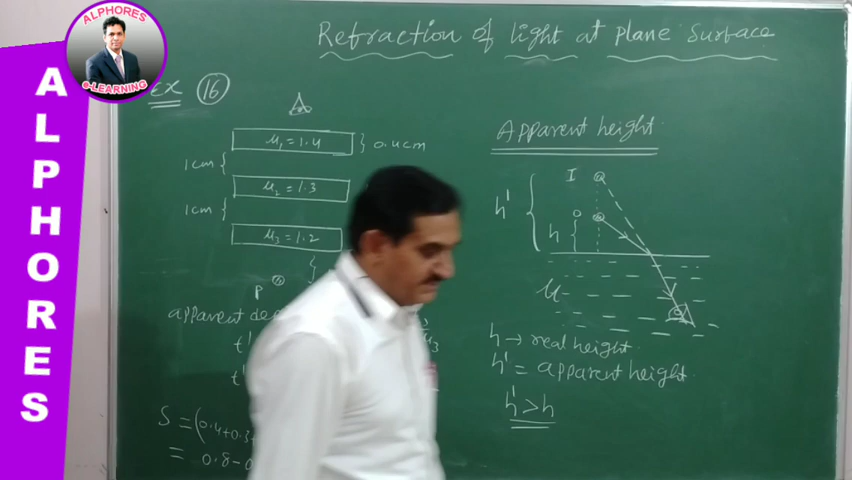 ALPHORES
e-LEARNING
ALPHORES
Refraction of light at plane surface
EX 16
μ₁ = 1.4
0.4cm
1cm
μ₂ = 1.3
1cm
μ₃ = 1.2
P
t'
t'
μ₃
S = (0.4+0.3+
= 0.8-
Apparent height
I
h'
O
h
μ
h → real height
h' = apparent height
h' > h